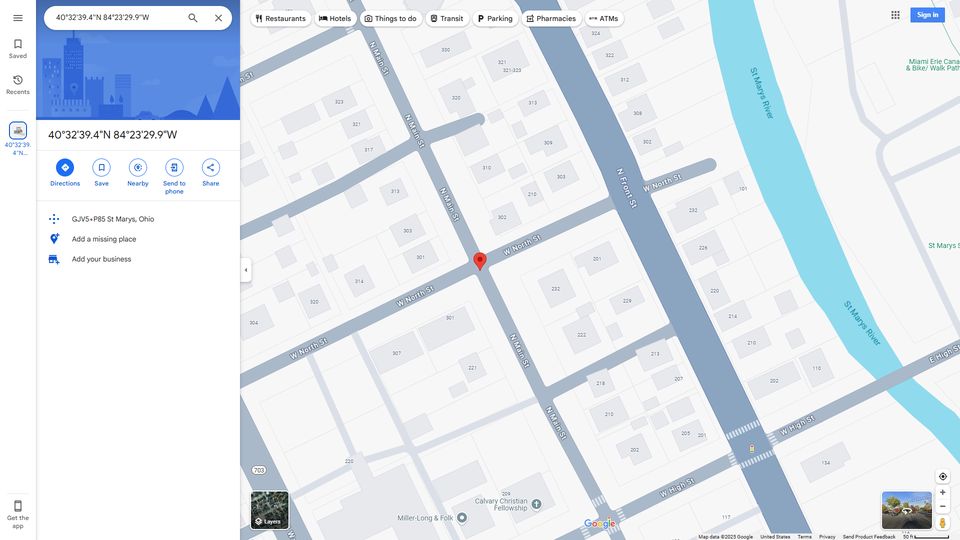 40°32'39.4"N 84°23'29.9"W
Restaurants
Hotels
Things to do
Transit
Parking
Pharmacies
ATMs
Sign in
Saved
Recents
40°32'39.
4"N...
Get the
app
40°32'39.4"N 84°23'29.9"W
Directions
Save
Nearby
Send to
phone
Share
GJV5+P85 St Marys, Ohio
Add a missing place
Add your business
N Main St
N Main St
N Main St
N Main St
N Main St
W North St
W North St
W North St
W North St
N Front St
W High St
W High St
E High St
St Marys River
St Marys River
Miami Erie Cana
& Bike/ Walk Path
St Mary's S
330
321
321-323
324
322
312
308
302
320
313
309
323
321
317
313
310
303
210
302
303
301
314
320
304
301
307
221
232
201
229
222
101
232
226
220
214
210
202
110
213
207
218
210
202
205
201
134
117
117
209
703
Calvary Christian
Fellowship
Miller-Long & Folk
Layers
Google
Map data ©2025 Google
United States
Terms
Privacy
Send Product Feedback
50 ft